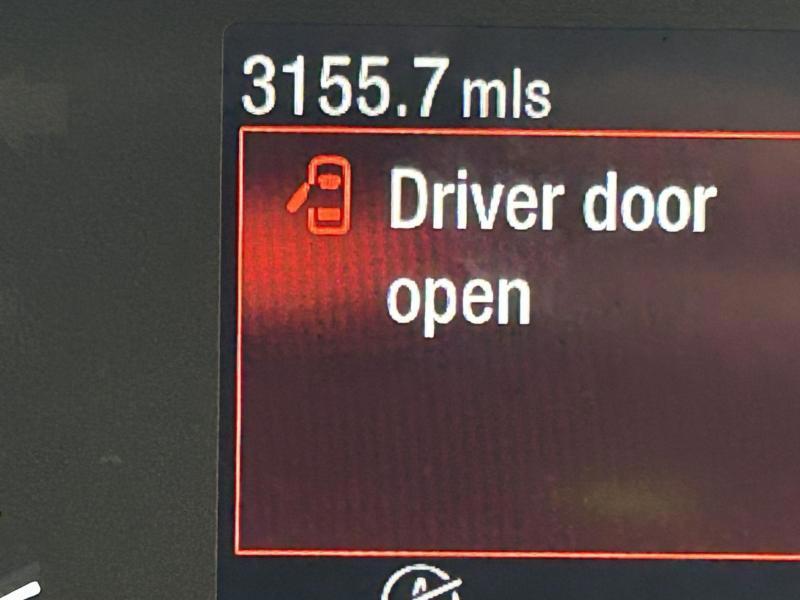 3155.7 mls
Driver door
open